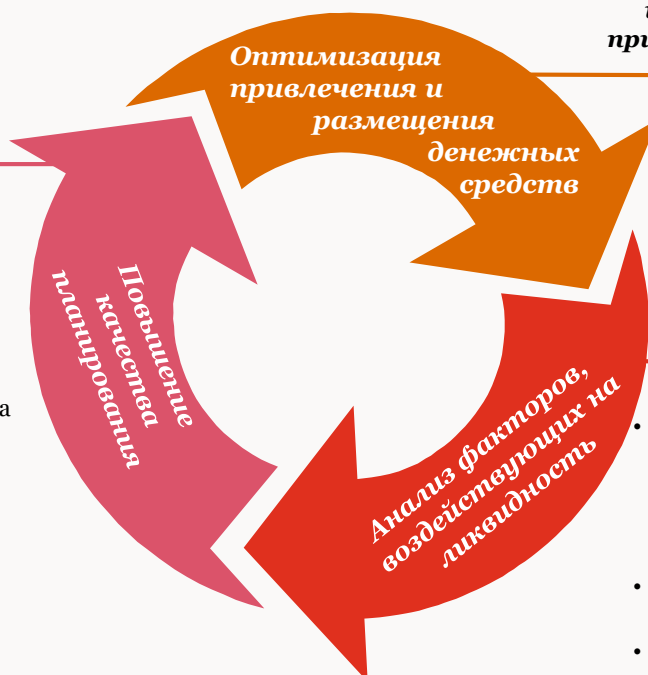 Оптимизация
привлечения и
размещения
денежных
средств
Повышение
качества
планирования
а
Анализ факторов,
воздействующих на
ликвидность